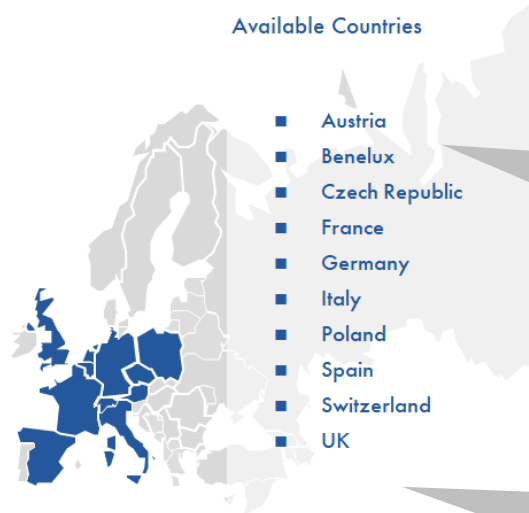 Available Countries
Austria
Benelux
Czech Republic
France
Germany
Italy
Poland
Spain
Switzerland
UK